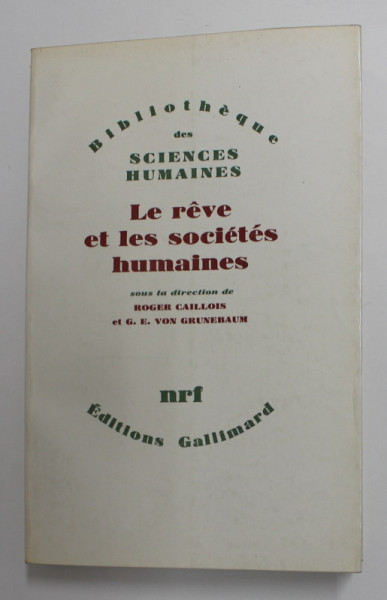 Bibliothèque
des
SCIENCES
HUMAINES
Le rêve
et les sociétés
humaines
sous la direction de
ROGER CAILLOIS
et G. E. VON GRUNEBAUM
nrf
Éditions Gallimard